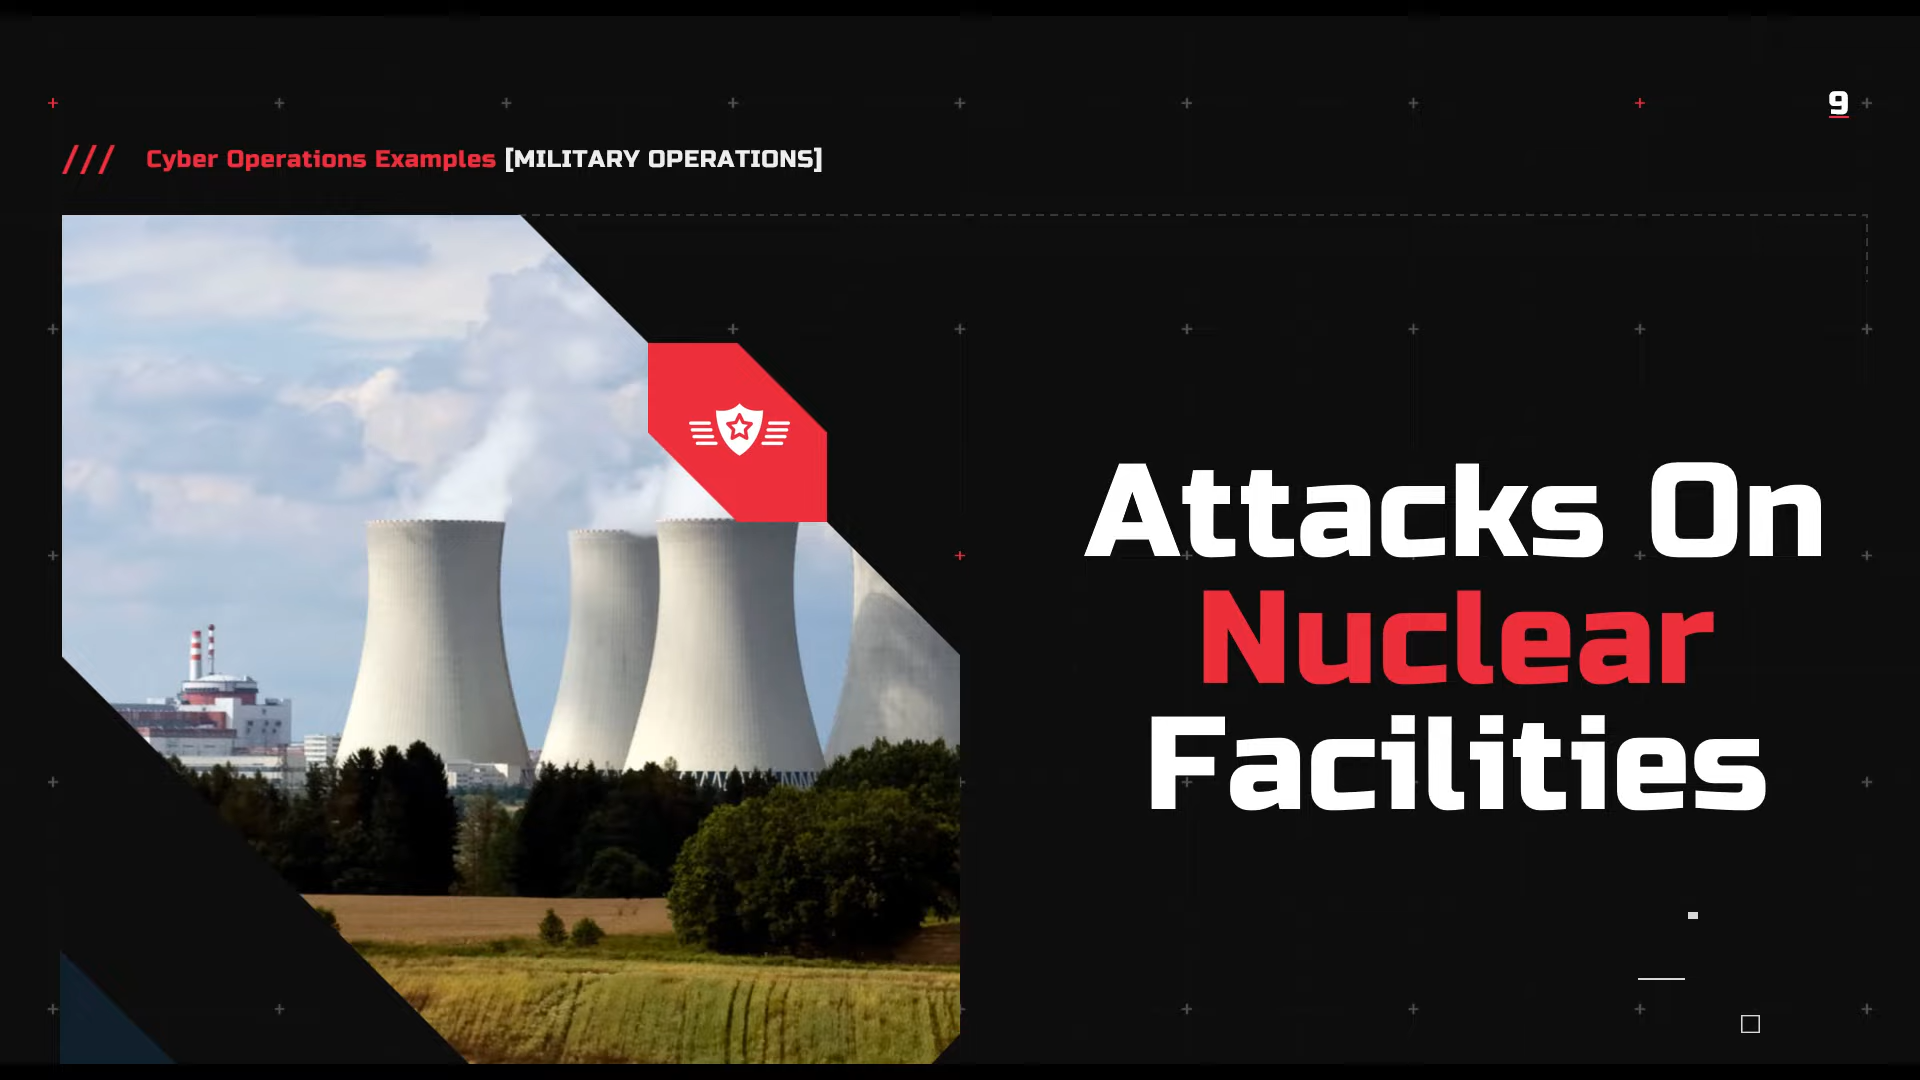 9
/// Cyber Operations Examples [MILITARY OPERATIONS]
Attacks On
Nuclear
Facilities